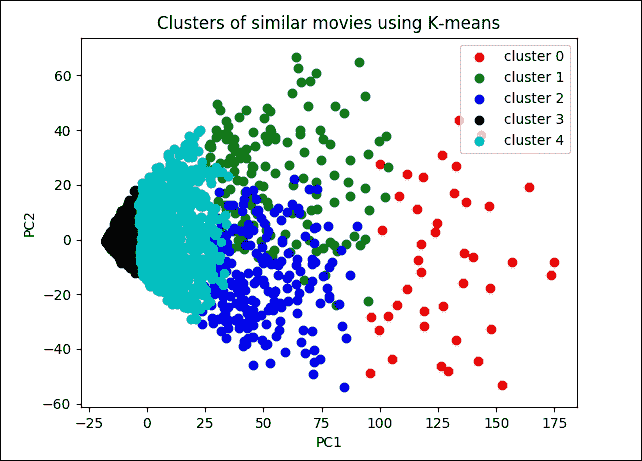 Clusters of similar movies using K-means
cluster 0
cluster 1
cluster 2
cluster 3
cluster 4
60
40
20
0
−20
−40
−60
PC2
−25 0 25 50 75 100 125 150 175
PC1